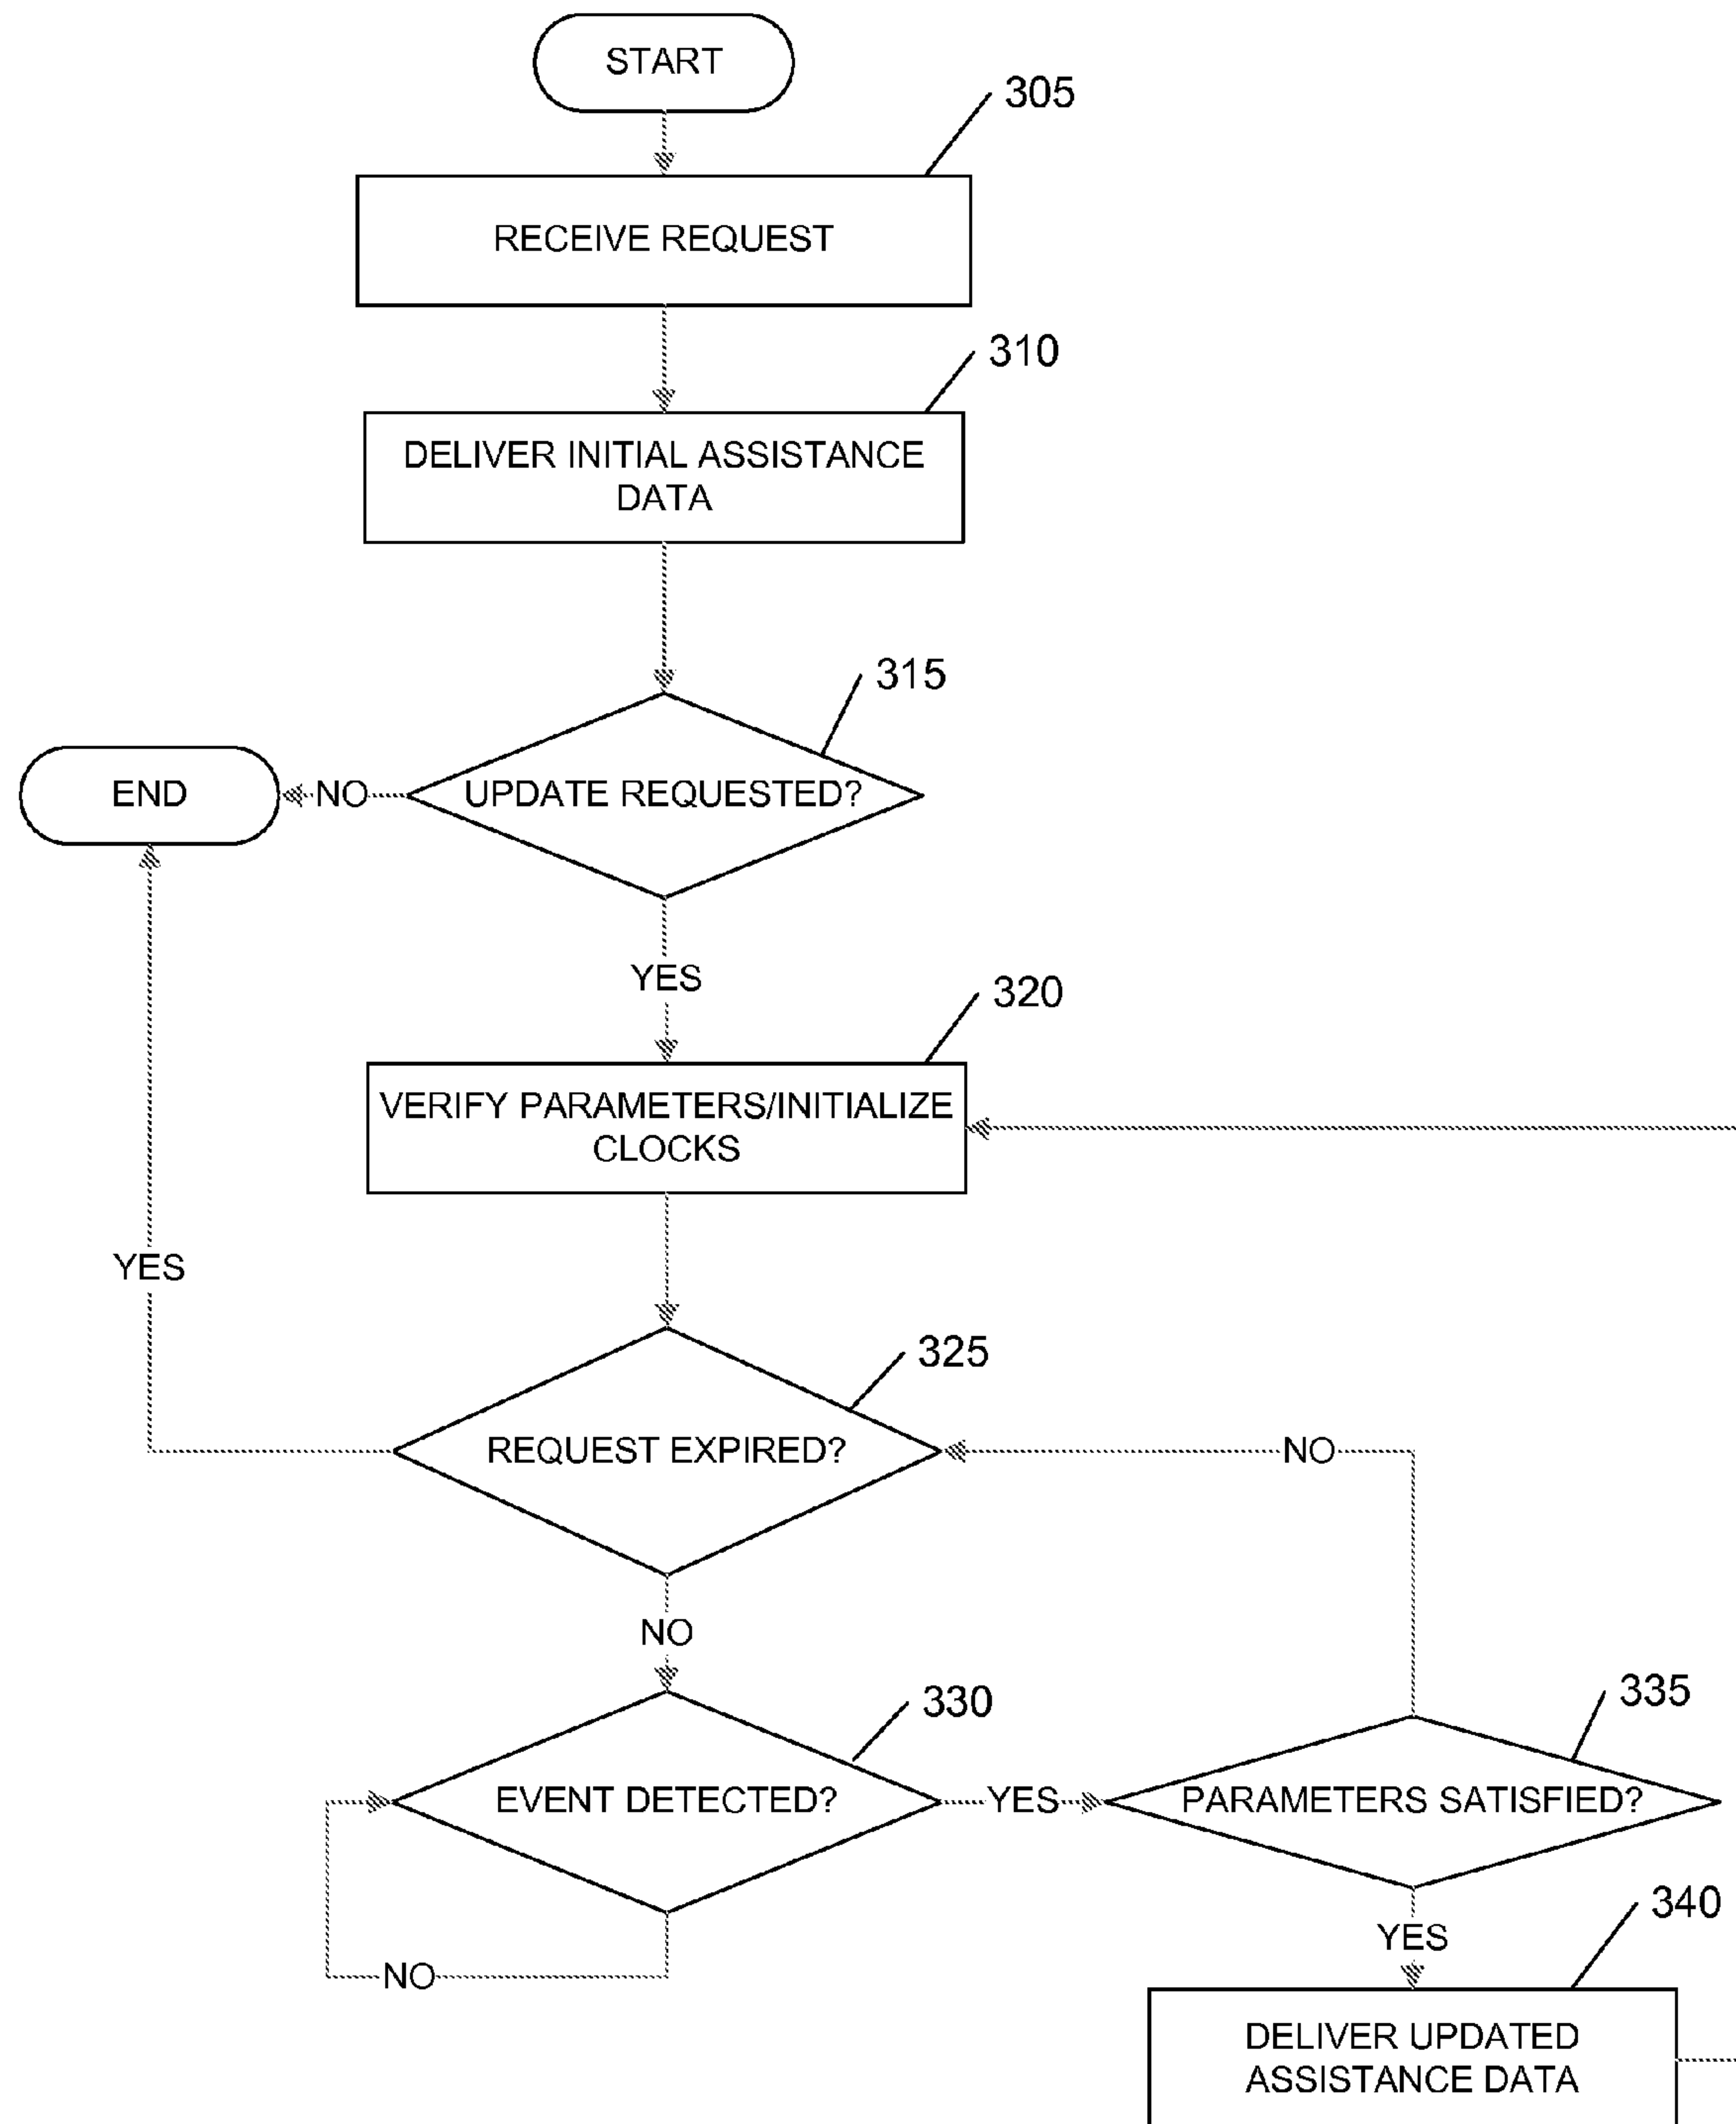 START
305
RECEIVE REQUEST
310
DELIVER INITIAL ASSISTANCE
DATA
315
UPDATE REQUESTED?
NO
END
YES
320
VERIFY PARAMETERS/INITIALIZE
CLOCKS
YES
325
REQUEST EXPIRED?
NO
NO
330
EVENT DETECTED?
YES
335
PARAMETERS SATISFIED?
NO
YES
340
DELIVER UPDATED
ASSISTANCE DATA